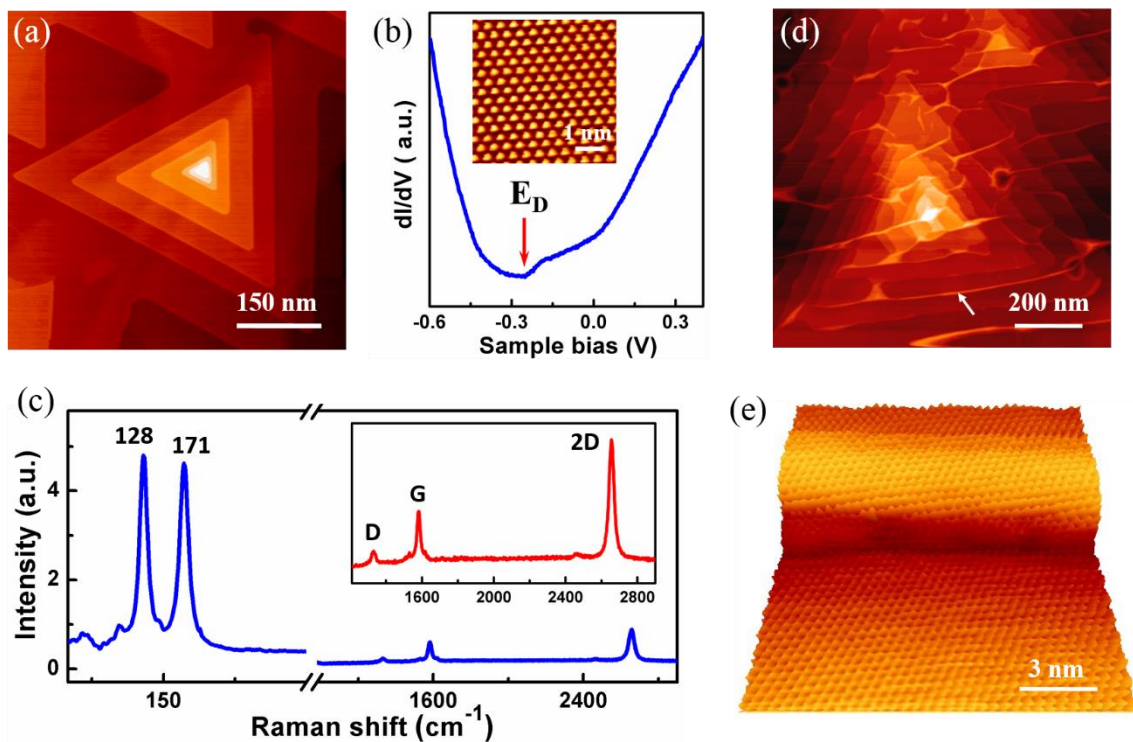 (a)
150 nm
(b)
dI/dV ( a.u.)
1 nm
E_D
-0.6 -0.3 0.0 0.3
Sample bias (V)
(d)
200 nm
(c)
Intensity (a.u.)
4
2
0
128 171
150 1600 2400
Raman shift (cm⁻¹)
D G 2D
1600 2000 2400 2800
(e)
3 nm